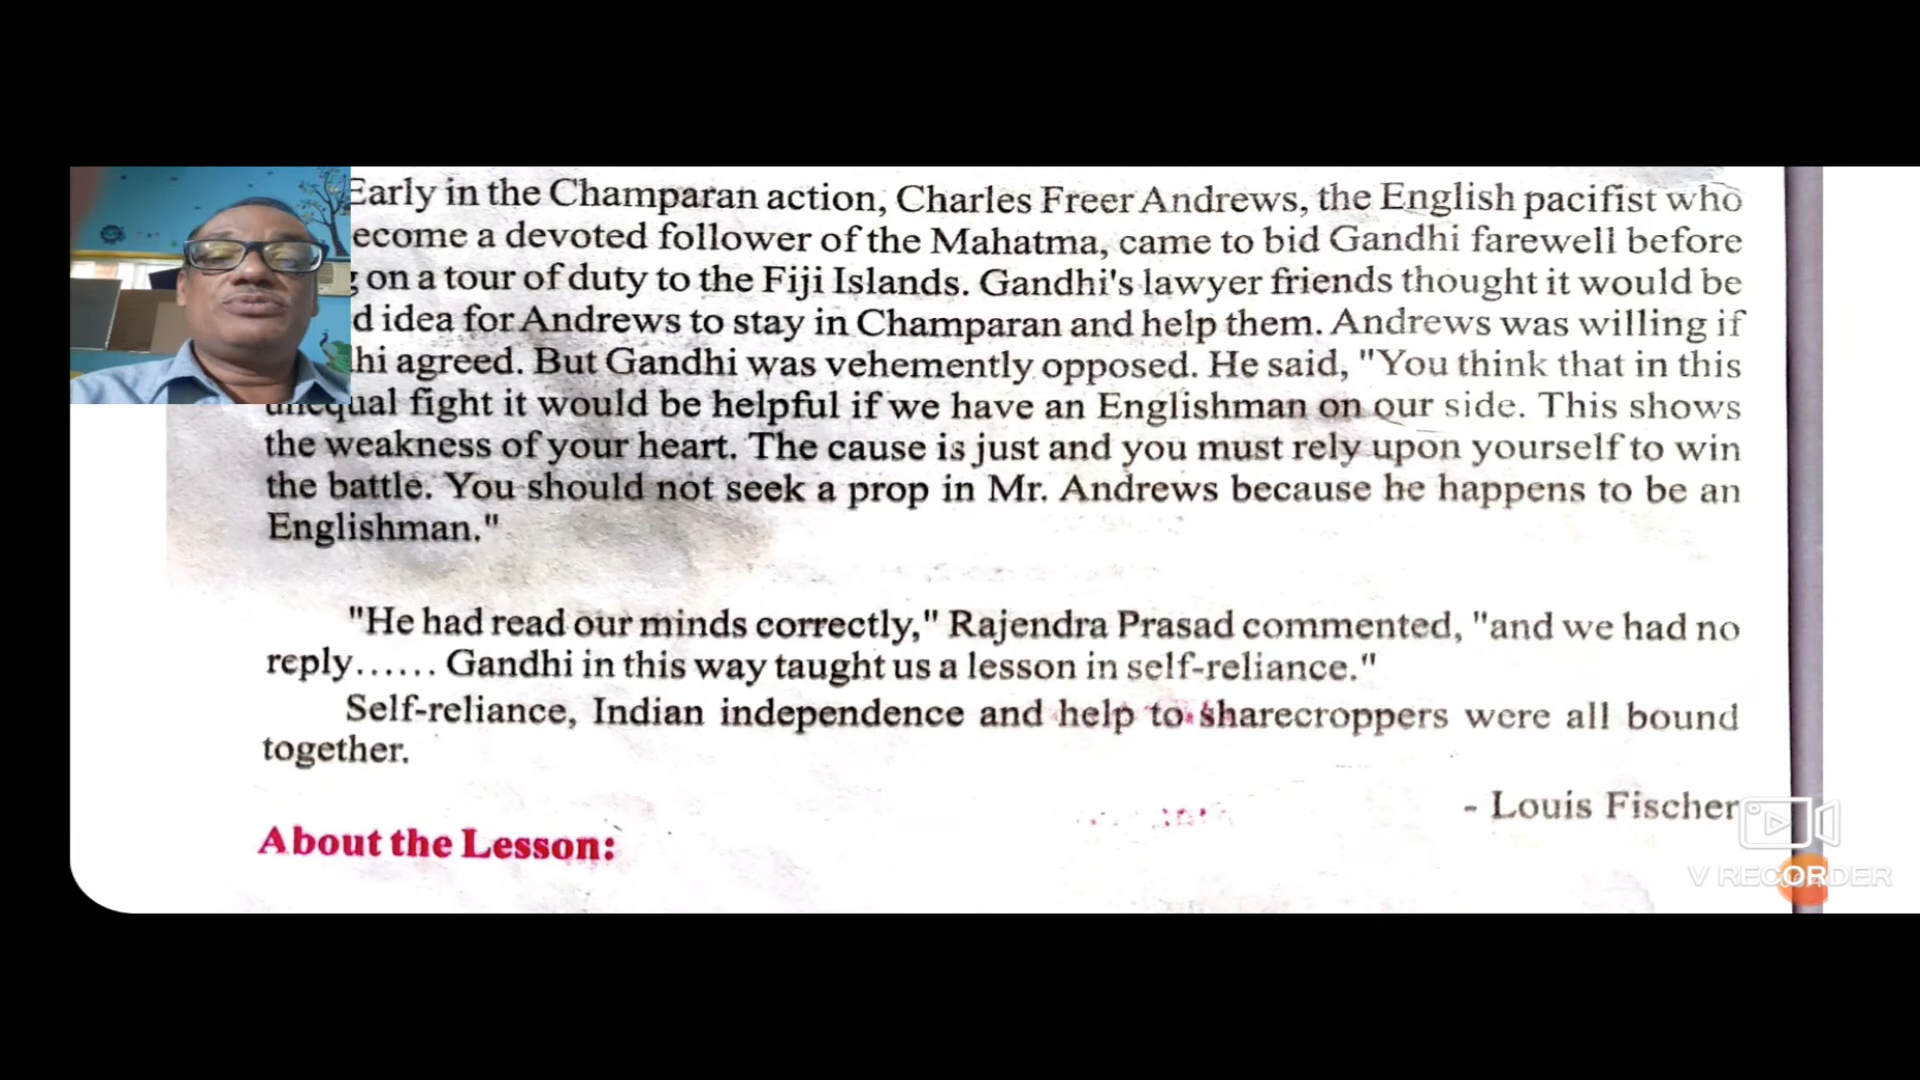 Early in the Champaran action, Charles Freer Andrews, the English pacifist who
become a devoted follower of the Mahatma, came to bid Gandhi farewell before
on a tour of duty to the Fiji Islands. Gandhi's lawyer friends thought it would be
idea for Andrews to stay in Champaran and help them. Andrews was willing if
agreed. But Gandhi was vehemently opposed. He said, "You think that in this
unequal fight it would be helpful if we have an Englishman on our side. This shows
the weakness of your heart. The cause is just and you must rely upon yourself to win
the battle. You should not seek a prop in Mr. Andrews because he happens to be an
Englishman."
"He had read our minds correctly," Rajendra Prasad commented, "and we had no
reply...... Gandhi in this way taught us a lesson in self-reliance."
Self-reliance, Indian independence and help to sharecroppers were all bound
together.
- Louis Fischer
About the Lesson:
V RECORDER